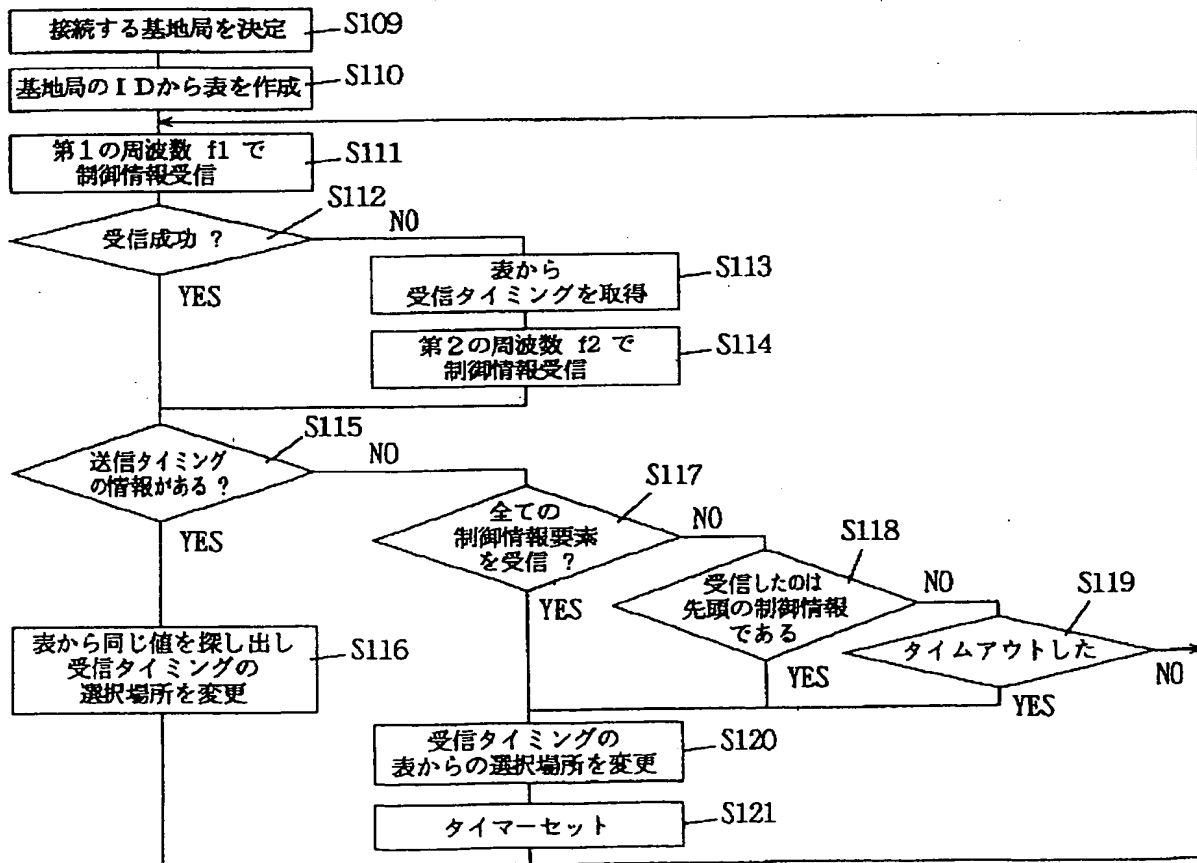 接続する基地局を決定
S109
基地局のIDから表を作成
S110
第1の周波数 f1 で
制御情報受信
S111
受信成功 ?
S112
NO
YES
表から
受信タイミングを取得
S113
第2の周波数 f2 で
制御情報受信
S114
送信タイミング
の情報がある ?
S115
NO
YES
表から同じ値を探し出し
受信タイミングの
選択場所を変更
S116
全ての
制御情報要素
を受信 ?
S117
NO
YES
受信したのは
先頭の制御情報
である
S118
NO
YES
タイムアウトした
S119
NO
YES
受信タイミングの
表からの選択場所を変更
S120
タイマーセット
S121